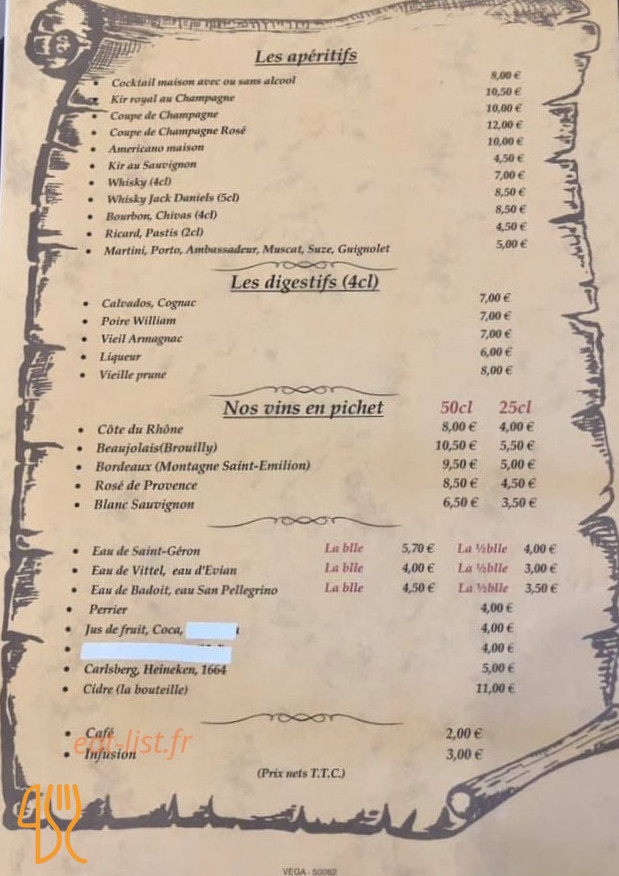 Les apéritifs
• Cocktail maison avec ou sans alcool 8,00 €
• Kir royal au Champagne 10,50 €
• Coupe de Champagne 10,00 €
• Coupe de Champagne Rosé 12,00 €
• Americano maison 10,00 €
• Kir au Sauvignon 4,50 €
• Whisky (4cl) 7,00 €
• Whisky Jack Daniels (5cl) 8,50 €
• Bourbon, Chivas (4cl) 8,50 €
• Ricard, Pastis (2cl) 4,50 €
• Martini, Porto, Ambassadeur, Muscat, Suze, Guignolet 5,00 €
Les digestifs (4cl)
• Calvados, Cognac 7,00 €
• Poire William 7,00 €
• Vieil Armagnac 7,00 €
• Liqueur 6,00 €
• Vieille prune 8,00 €
Nos vins en pichet 50cl 25cl
• Côte du Rhône 8,00 € 4,00 €
• Beaujolais(Brouilly) 10,50 € 5,50 €
• Bordeaux (Montagne Saint-Emilion) 9,50 € 5,00 €
• Rosé de Provence 8,50 € 4,50 €
• Blanc Sauvignon 6,50 € 3,50 €
• Eau de Saint-Géron La blle 5,70 € La ½blle 4,00 €
• Eau de Vittel, eau d'Evian La blle 4,00 € La ½blle 3,00 €
• Eau de Badoit, eau San Pellegrino La blle 4,50 € La ½blle 3,50 €
• Perrier 4,00 €
• Jus de fruit, Coca, 4,00 €
• 4,00 €
• Carlsberg, Heineken, 1664 5,00 €
• Cidre (la bouteille) 11,00 €
• Café 2,00 €
eat-list.fr
• Infusion 3,00 €
(Prix nets T.T.C.)
VEGA - 50062